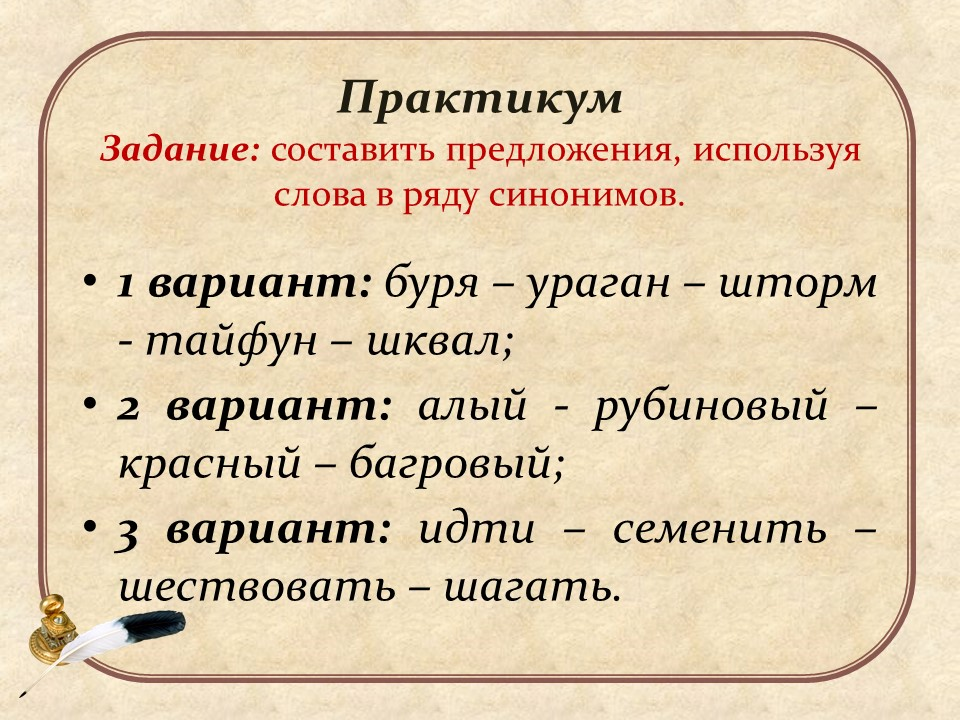 Практикум
Задание: составить предложения, используя
слова в ряду синонимов.
• 1 вариант: буря – ураган – шторм
- тайфун – шквал;
• 2 вариант: алый - рубиновый –
красный – багровый;
• 3 вариант: идти – семенить –
шествовать – шагать.